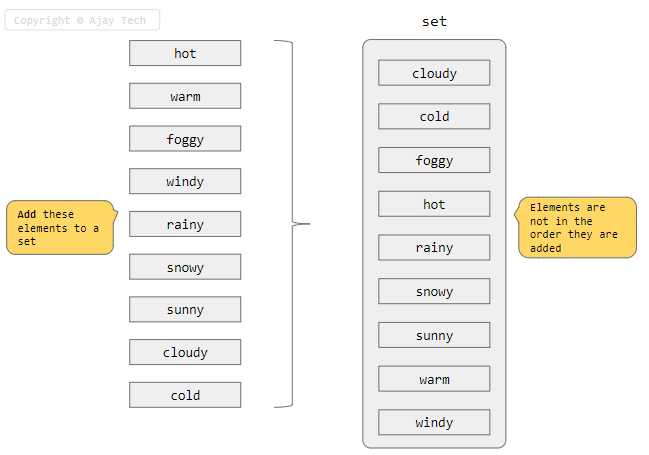 Copyright @ Ajay Tech
hot
warm
foggy
windy
rainy
snowy
sunny
cloudy
cold
Add these
elements to a
set
set
cloudy
cold
foggy
hot
rainy
snowy
sunny
warm
windy
Elements are
not in the
order they are
added